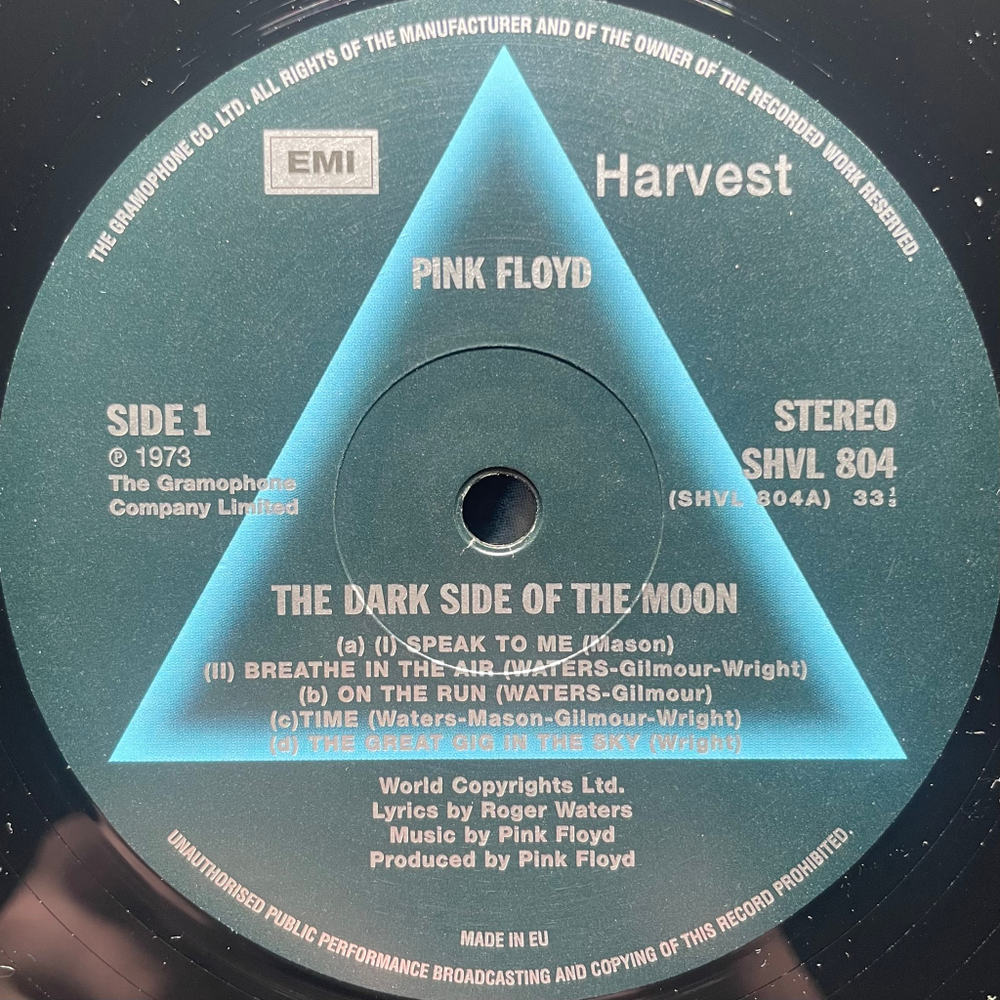 THE GRAMOPHONE CO. LTD. ALL RIGHTS OF THE MANUFACTURER AND OF THE OWNER OF THE RECORDED WORK RESERVED.
EMI
Harvest
PINK FLOYD
SIDE 1
℗ 1973
The Gramophone
Company Limited
STEREO
SHVL 804
(SHVL 804A) 33⅓
THE DARK SIDE OF THE MOON
(a) (I) SPEAK TO ME (Mason)
(II) BREATHE IN THE AIR (WATERS-Gilmour-Wright)
(b) ON THE RUN (WATERS-Gilmour)
(c)TIME (Waters-Mason-Gilmour-Wright)
(d) THE GREAT GIG IN THE SKY (Wright)
World Copyrights Ltd.
Lyrics by Roger Waters
Music by Pink Floyd
Produced by Pink Floyd
MADE IN EU
UNAUTHORISED PUBLIC PERFORMANCE BROADCASTING AND COPYING OF THIS RECORD PROHIBITED.